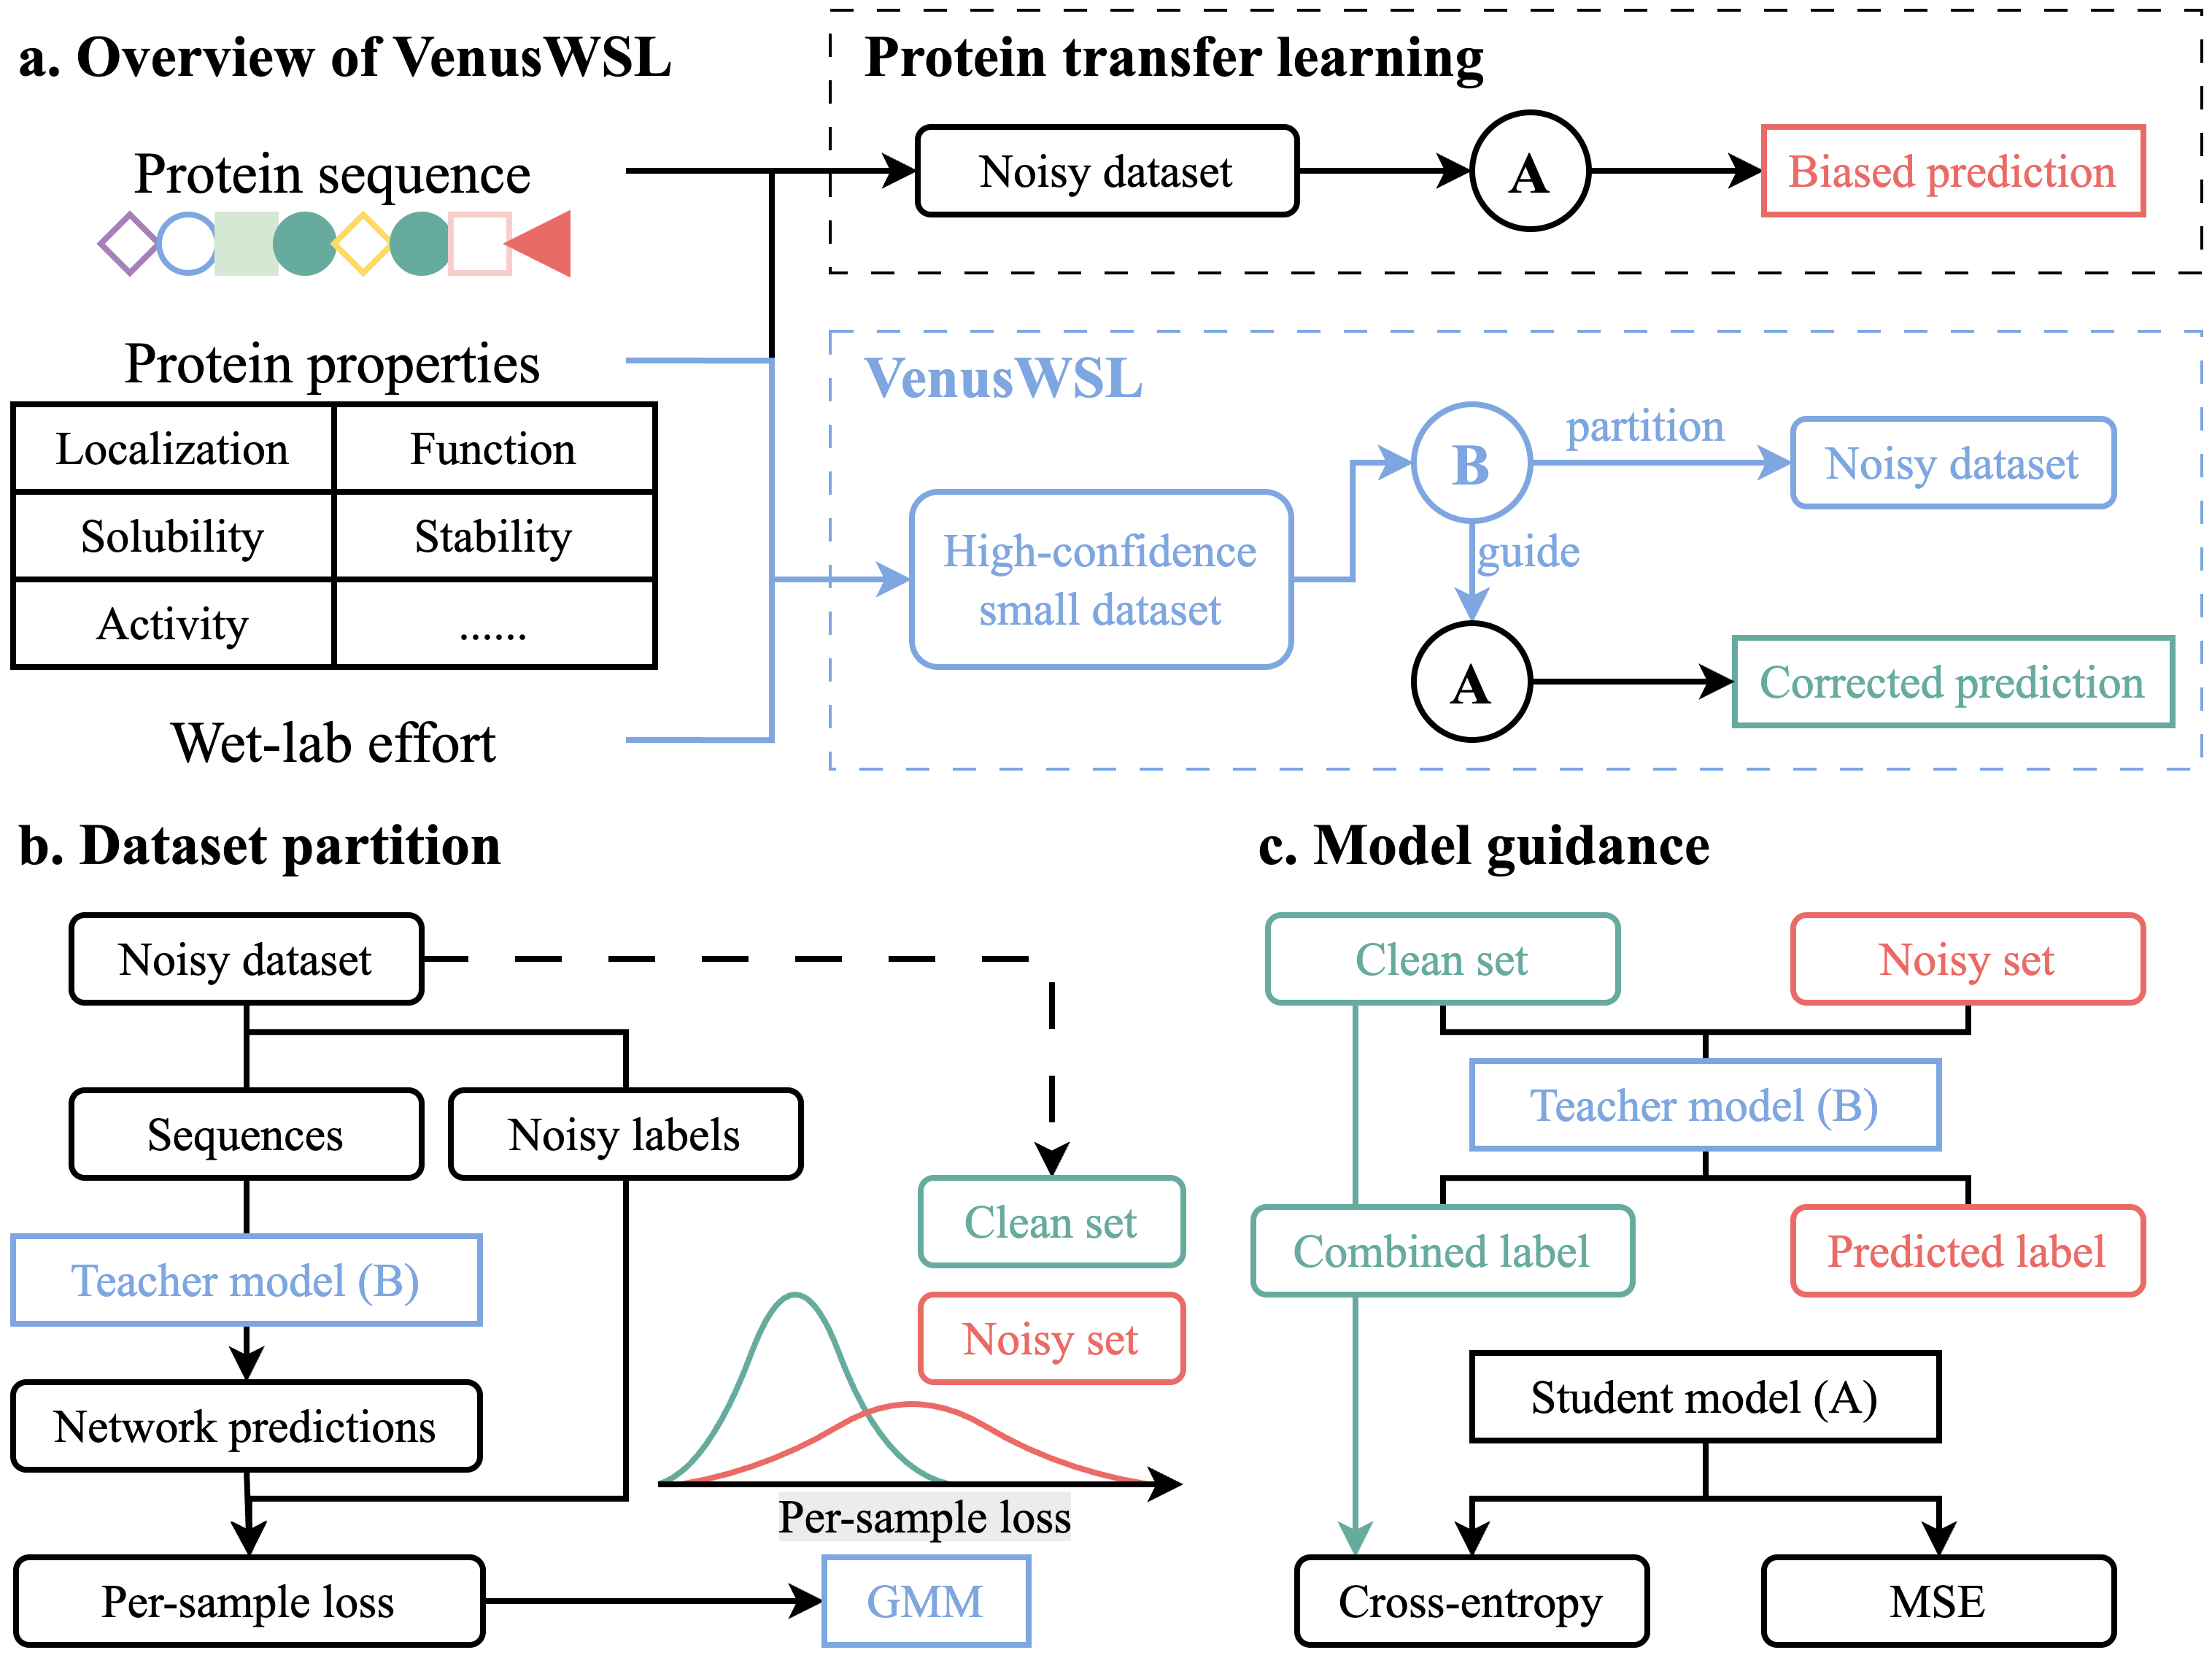 a. Overview of VenusWSL
Protein sequence
Protein properties
Localization
Function
Solubility
Stability
Activity
......
Wet-lab effort
Protein transfer learning
Noisy dataset
A
Biased prediction
VenusWSL
High-confidence
small dataset
B
partition
Noisy dataset
guide
A
Corrected prediction
b. Dataset partition
Noisy dataset
Sequences
Noisy labels
Teacher model (B)
Network predictions
Per-sample loss
Clean set
Noisy set
Per-sample loss
GMM
c. Model guidance
Clean set
Noisy set
Teacher model (B)
Combined label
Predicted label
Student model (A)
Cross-entropy
MSE